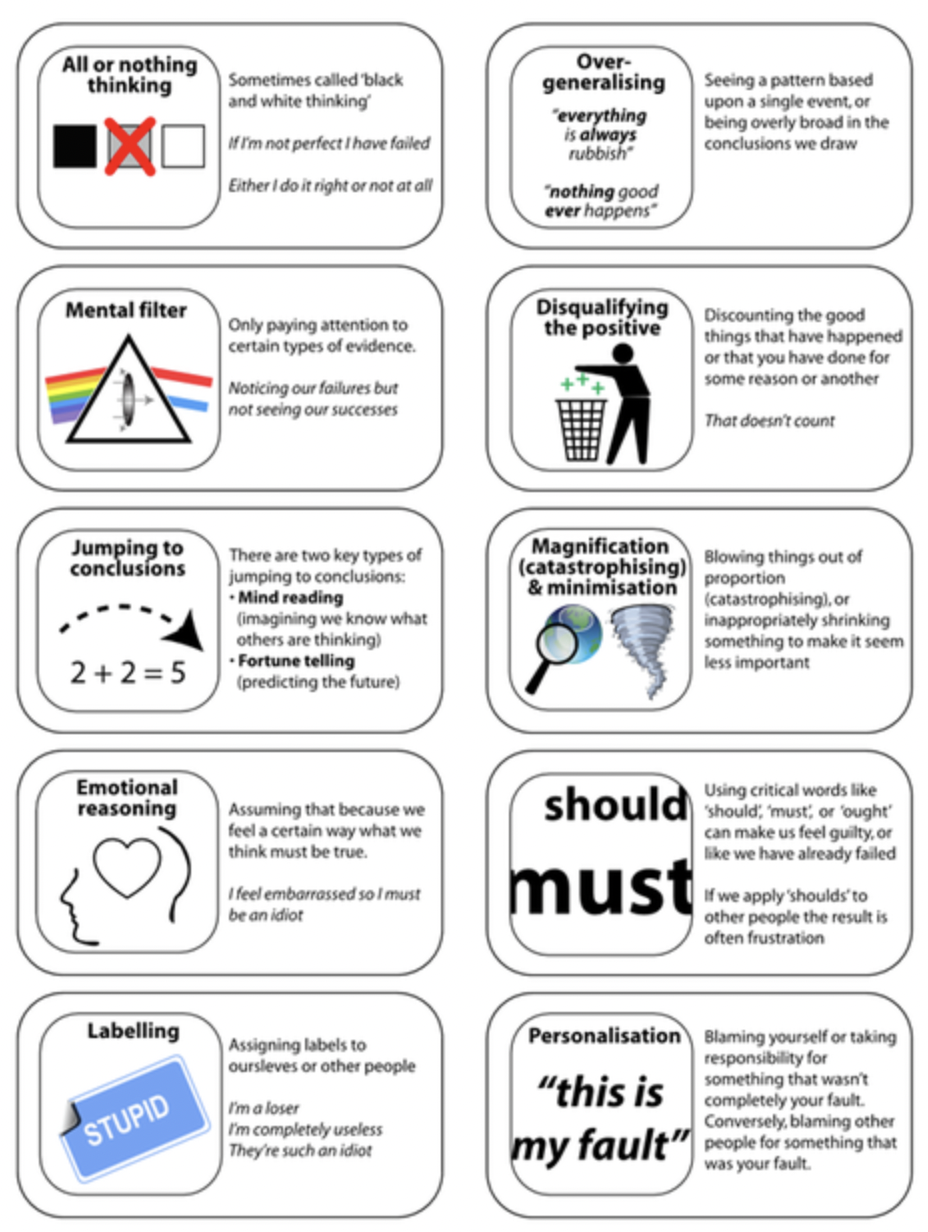 All or nothing
thinking
Sometimes called 'black
and white thinking'
If I'm not perfect I have failed
Either I do it right or not at all
Over-
generalising
"everything
is always
rubbish"
"nothing good
ever happens"
Seeing a pattern based
upon a single event, or
being overly broad in the
conclusions we draw
Mental filter
Only paying attention to
certain types of evidence.
Noticing our failures but
not seeing our successes
Disqualifying
the positive
Discounting the good
things that have happened
or that you have done for
some reason or another
That doesn't count
Jumping to
conclusions
2 + 2 = 5
There are two key types of
jumping to conclusions:
• Mind reading
(imagining we know what
others are thinking)
• Fortune telling
(predicting the future)
Magnification
(catastrophising)
& minimisation
Blowing things out of
proportion
(catastrophising), or
inappropriately shrinking
something to make it seem
less important
Emotional
reasoning
Assuming that because we
feel a certain way what we
think must be true.
I feel embarrassed so I must
be an idiot
should
must
Using critical words like
'should', 'must', or 'ought'
can make us feel guilty, or
like we have already failed
If we apply 'shoulds' to
other people the result is
often frustration
Labelling
STUPID
Assigning labels to
oursleves or other people
I'm a loser
I'm completely useless
They're such an idiot
Personalisation
"this is
my fault"
Blaming yourself or taking
responsibility for
something that wasn't
completely your fault.
Conversely, blaming other
people for something that
was your fault.